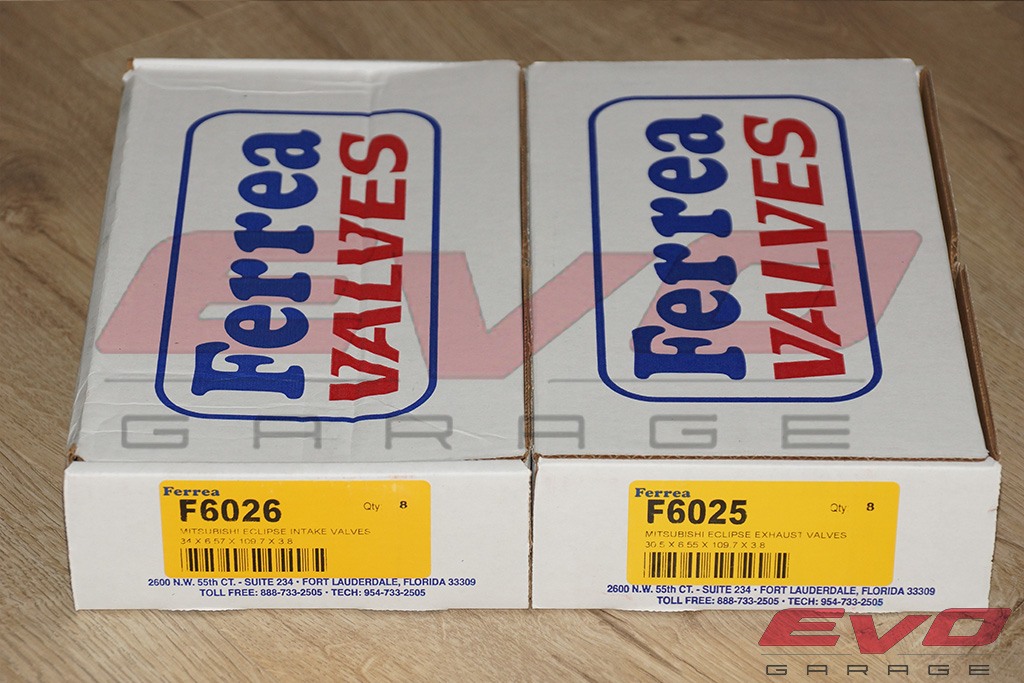 Ferrea
VALVES
Ferrea
VALVES
EVO
GARAGE
Ferrea
F6026
Qty 8
MITSUBISHI ECLIPSE INTAKE VALVES
34 X 6.57 X 109.7 X 3.8
2600 N.W. 55th CT. - SUITE 234 • FORT LAUDERDALE, FLORIDA 33309
TOLL FREE: 888-733-2505 • TECH: 954-733-2505
Ferrea
F6025
Qty 8
MITSUBISHI ECLIPSE EXHAUST VALVES
30.5 X 6.55 X 109.7 X 3.8
2600 N.W. 55th CT. - SUITE 234 • FORT LAUDERDALE, FLORIDA 33309
TOLL FREE: 888-733-2505 • TECH: 954-733-2505
EVO
GARAGE